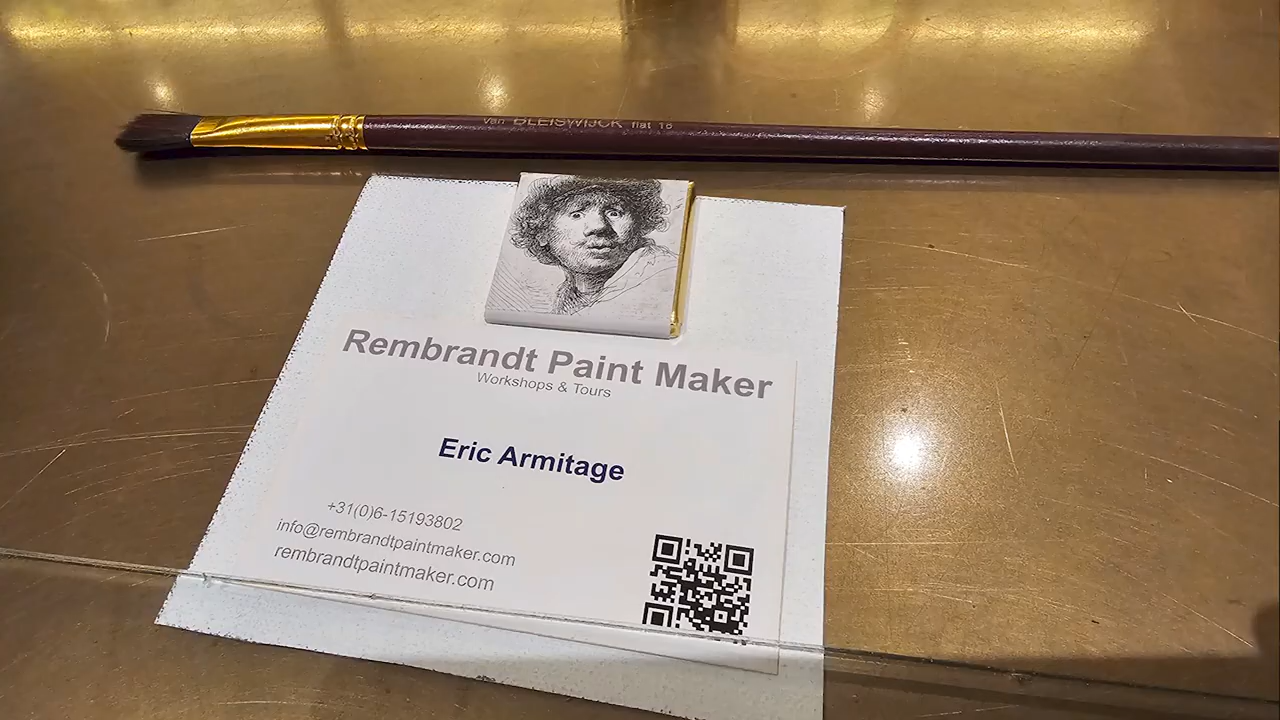 van BLEISWIJCK flat 16
Rembrandt Paint Maker
Workshops & Tours
Eric Armitage
+31(0)6-15193802
info@rembrandtpaintmaker.com
rembrandtpaintmaker.com